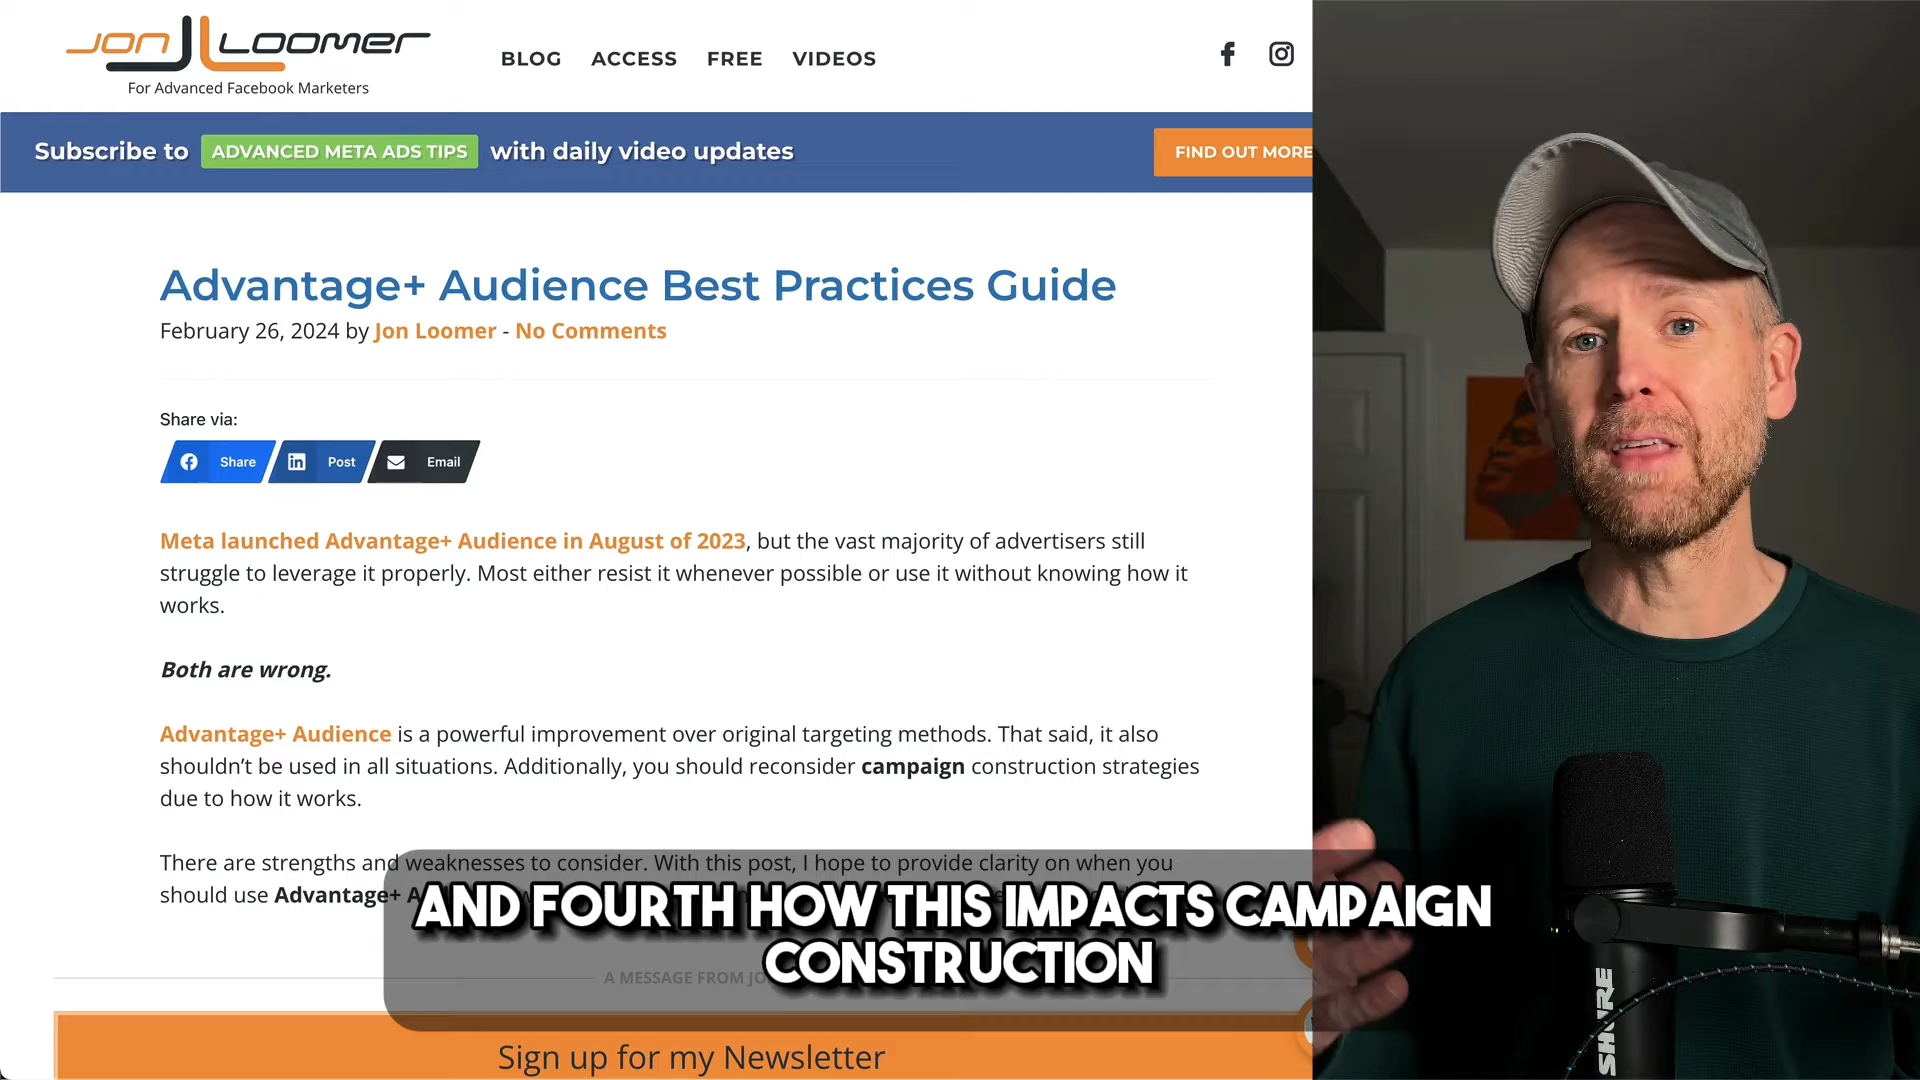 Jon Loomer
For Advanced Facebook Marketers
BLOG ACCESS FREE VIDEOS
Subscribe to ADVANCED META ADS TIPS with daily video updates
FIND OUT MORE
Advantage+ Audience Best Practices Guide
February 26, 2024 by Jon Loomer - No Comments
Share via:
Share Post Email
Meta launched Advantage+ Audience in August of 2023, but the vast majority of advertisers still
struggle to leverage it properly. Most either resist it whenever possible or use it without knowing how it
works.
Both are wrong.
Advantage+ Audience is a powerful improvement over original targeting methods. That said, it also
shouldn't be used in all situations. Additionally, you should reconsider campaign construction strategies
due to how it works.
There are strengths and weaknesses to consider. With this post, I hope to provide clarity on when you
should use Advantage+
AND FOURTH HOW THIS IMPACTS CAMPAIGN
CONSTRUCTION
A MESSAGE FROM
Sign up for my Newsletter
SHURE